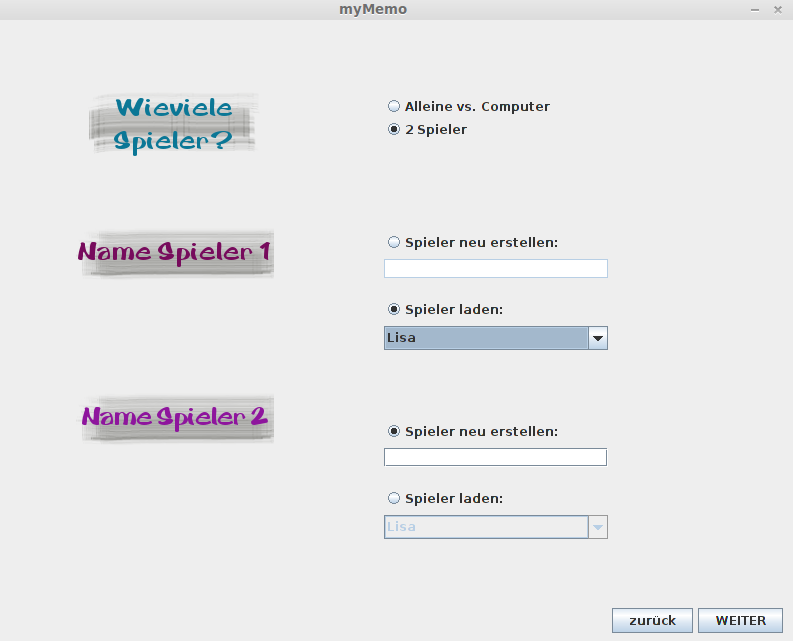 myMemo
Wieviele
Spieler?
Alleine vs. Computer
2 Spieler
Name Spieler 1
Spieler neu erstellen:
Spieler laden:
Lisa
Name Spieler 2
Spieler neu erstellen:
Spieler laden:
Lisa
zurück
WEITER